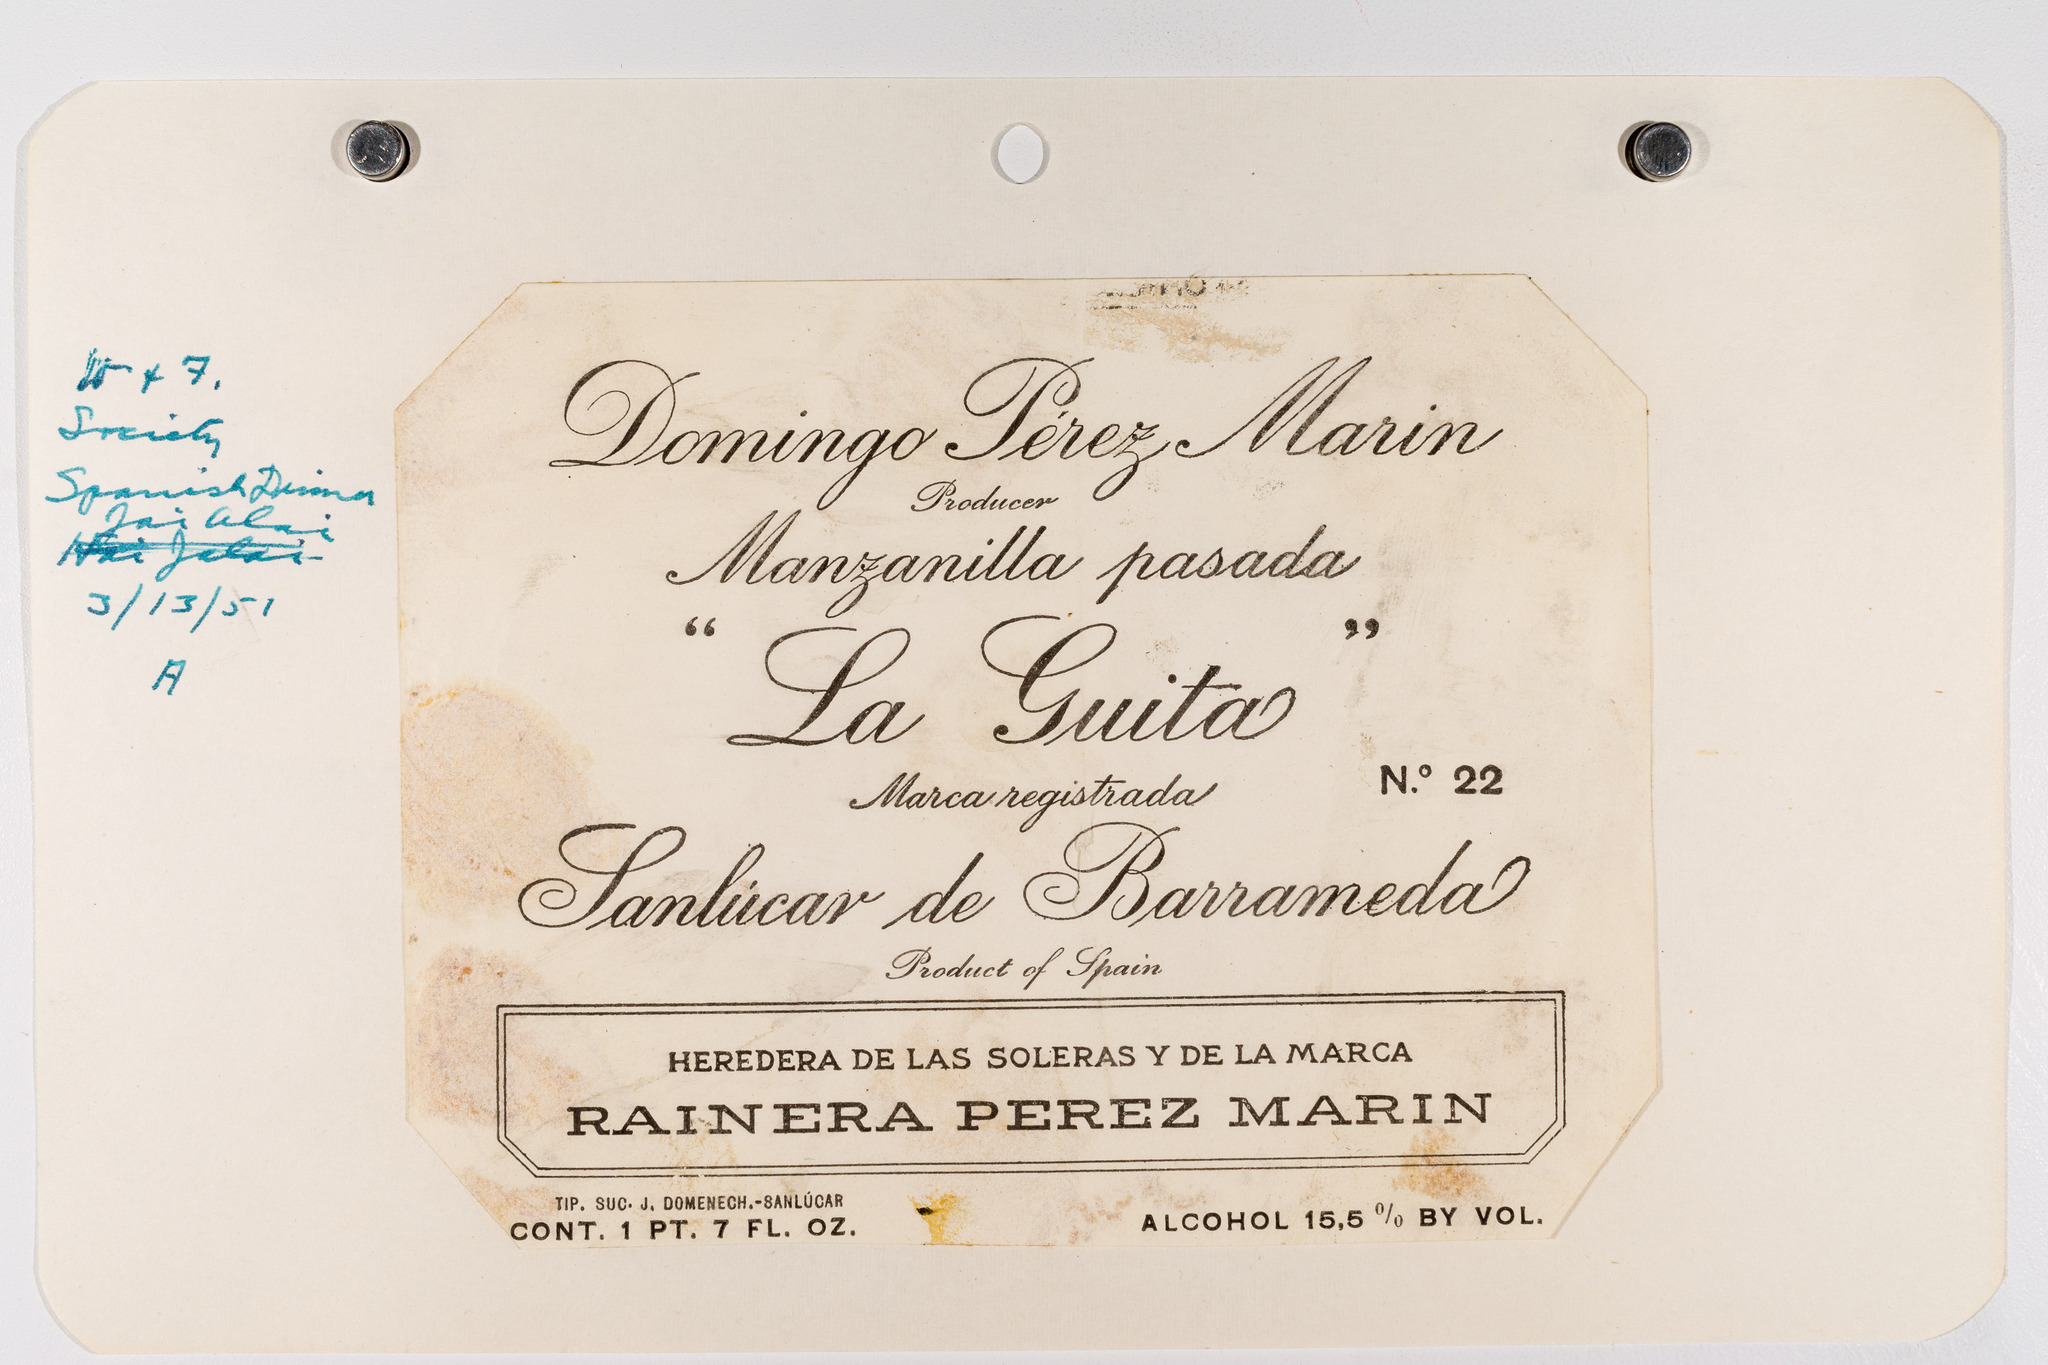 W + 7.
Society
Spanish Dinner
Jai Alai
Hai Jalai
3/13/51
A
Domingo Pérez Marin
Producer
Manzanilla pasada
“ La Guita ”
Marca registrada
N.º 22
Sanlúcar de Barrameda
Product of Spain
HEREDERA DE LAS SOLERAS Y DE LA MARCA
RAINERA PEREZ MARIN
TIP. SUC. J. DOMENECH.-SANLÚCAR
CONT. 1 PT. 7 FL. OZ.
ALCOHOL 15,5 % BY VOL.